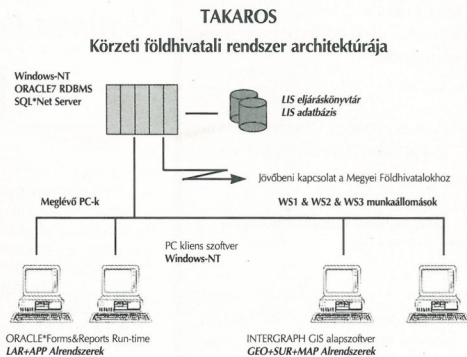 TAKAROS
Körzeti földhivatali rendszer architektúrája
Windows-NT
ORACLE7 RDBMS
SQL*Net Server
LIS eljáráskönyvtár
LIS adatbázis
Jövőbeni kapcsolat a Megyei Földhivatalokhoz
Meglévő PC-k
WS1 & WS2 & WS3 munkaállomások
PC kliens szoftver
Windows-NT
ORACLE*Forms&Reports Run-time
LAR+APP Alrendszerek
INTERGRAPH GIS alapszoftver
GEO+SUR+MAP Alrendszerek